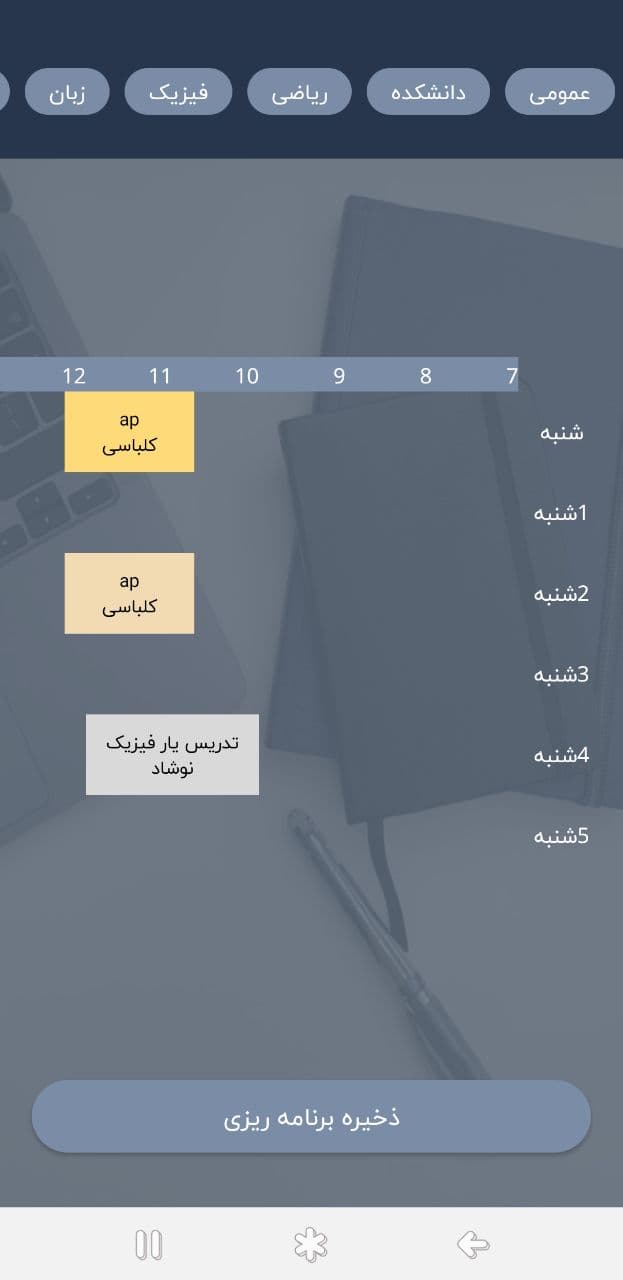 عمومی
دانشکده
ریاضی
فیزیک
زبان
7 8 9 10 11 12
شنبه
ap
کلباسی
1شنبه
2شنبه
ap
کلباسی
3شنبه
4شنبه
تدریس یار فیزیک
نوشاد
5شنبه
ذخیره برنامه ریزی